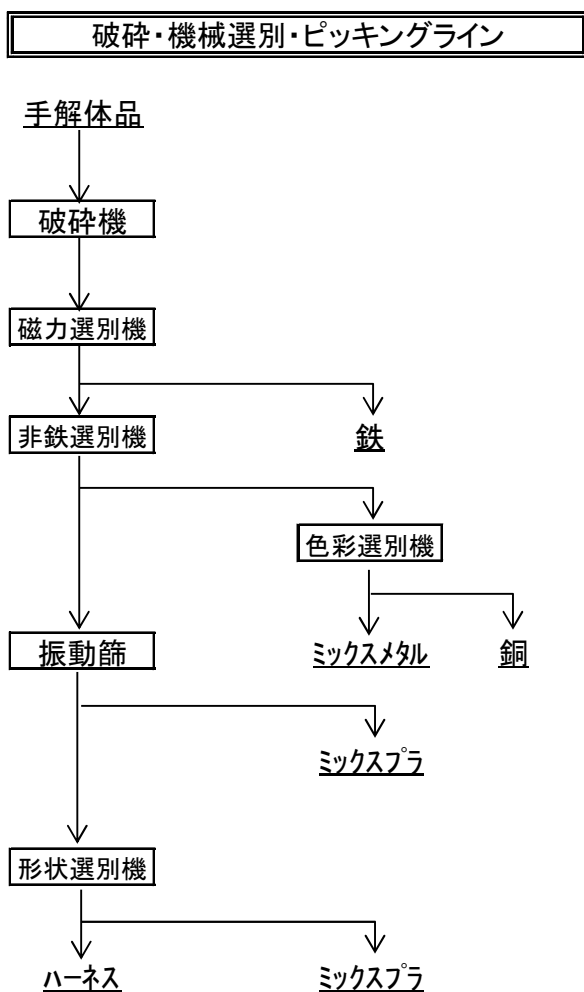 破砕・機械選別・ピッキングライン
手解体品
破砕機
磁力選別機
非鉄選別機
鉄
色彩選別機
振動篩
ミックスメタル
銅
ミックスプラ
形状選別機
ハーネス
ミックスプラ